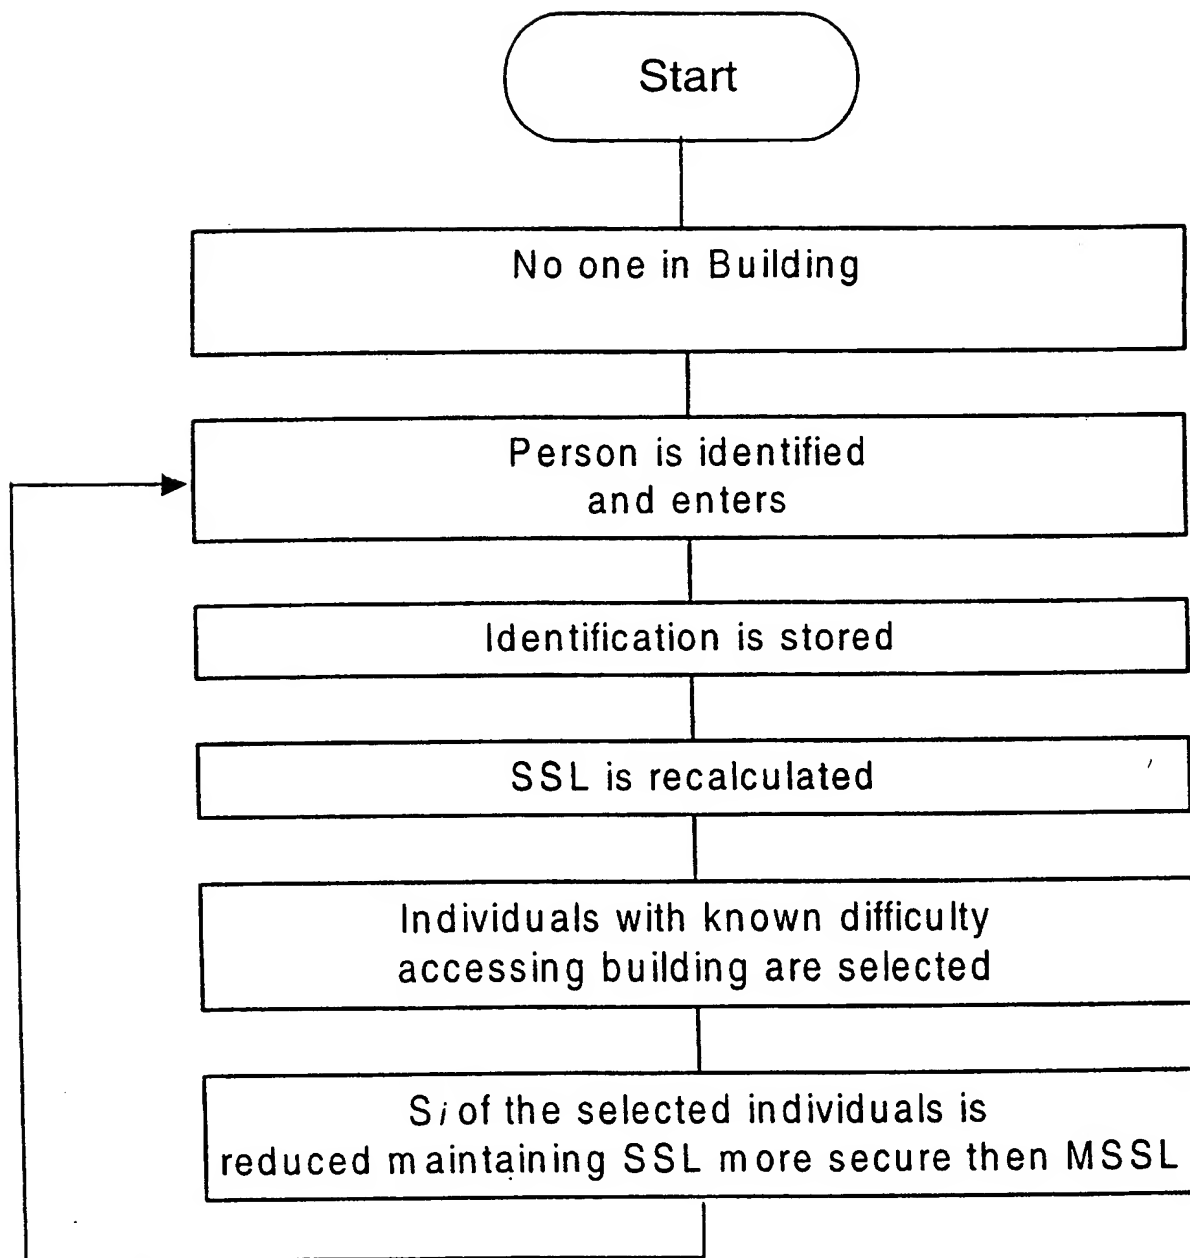 Start
No one in Building
Person is identified
and enters
Identification is stored
SSL is recalculated
Individuals with known difficulty
accessing building are selected
Si of the selected individuals is
reduced maintaining SSL more secure then MSSL